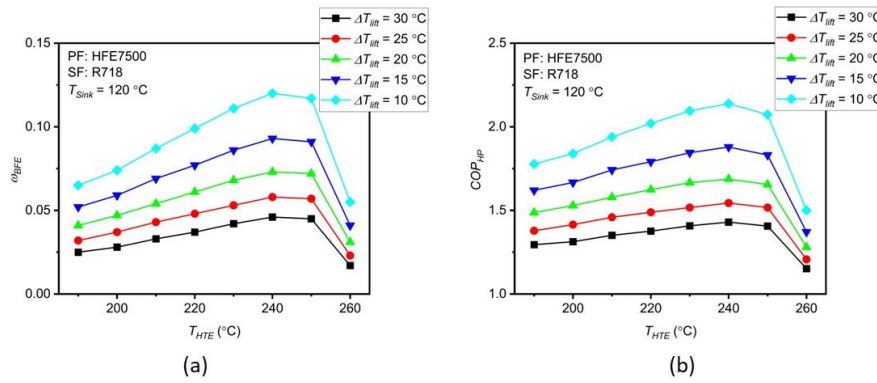 ΔT_lift = 30 °C
ΔT_lift = 25 °C
ΔT_lift = 20 °C
ΔT_lift = 15 °C
ΔT_lift = 10 °C
PF: HFE7500
SF: R718
T_Sink = 120 °C
0.15
0.10
0.05
0.00
ω_BFE
200
220
240
260
T_HTE (°C)
(a)
ΔT_lift = 30 °C
ΔT_lift = 25 °C
ΔT_lift = 20 °C
ΔT_lift = 15 °C
ΔT_lift = 10 °C
PF: HFE7500
SF: R718
T_Sink = 120 °C
2.5
2.0
1.5
1.0
COP_HP
200
220
240
260
T_HTE (°C)
(b)